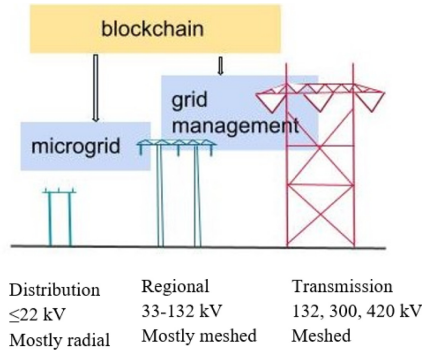 blockchain
grid
management
microgrid
Distribution
≤22 kV
Mostly radial
Regional
33-132 kV
Mostly meshed
Transmission
132, 300, 420 kV
Meshed